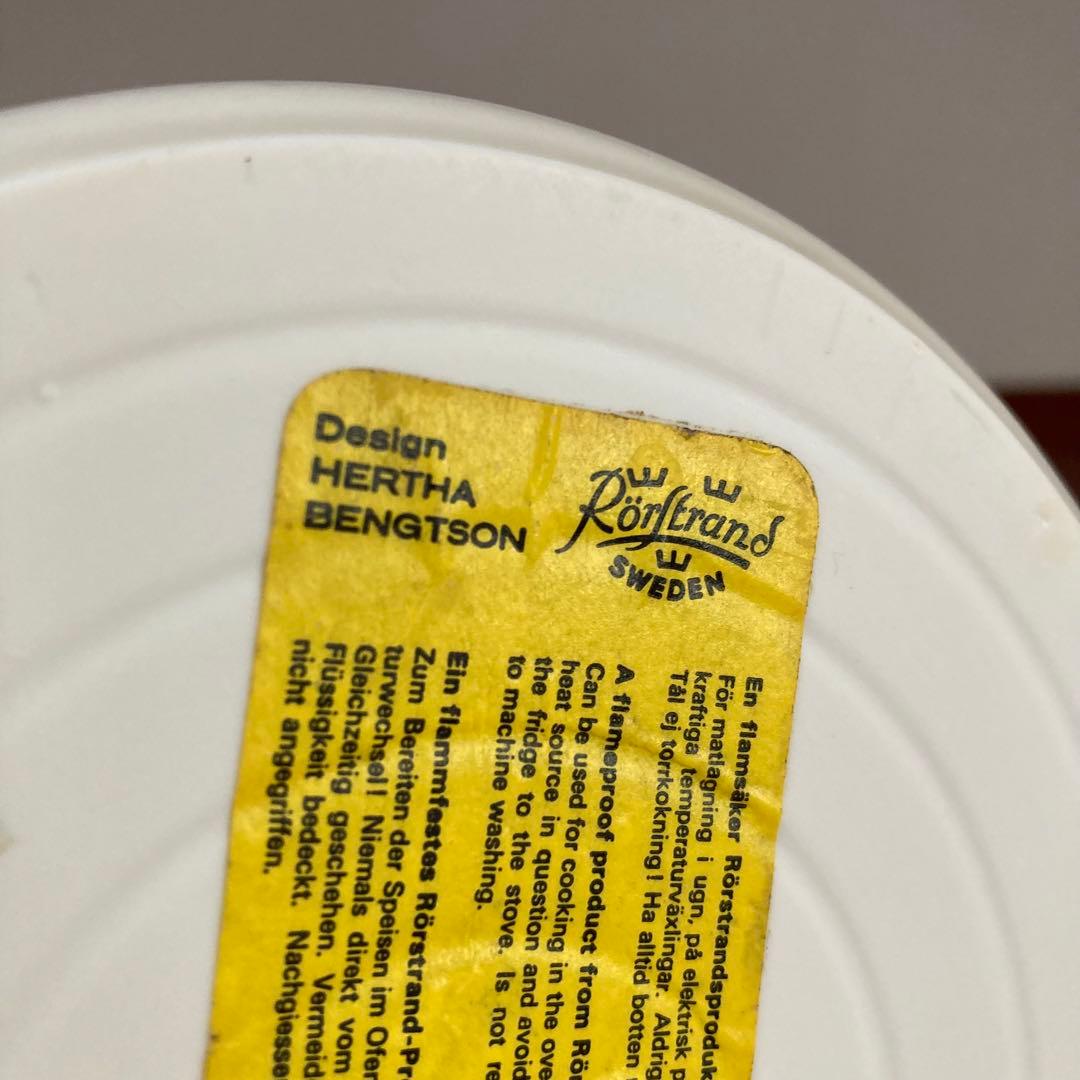 Design
HERTHA
BENGTSON
Rörstrand
SWEDEN
En flamsäker Rörstrandsproduk
För matlagning i ugn, på elektrisk p
kraftiga temperaturväxlingar. Aldrig
Tål ej torrkokning! Ha alltid botten
A flameproof product from Rör
Can be used for cooking in the ove
heat source in question and avoid
the fridge to the stove. Is not re
to machine washing.
Ein flammfestes Rörstrand-Pr
Zum Bereiten der Speisen im Ofen
turwechsel! Niemals direkt vom
Gleichzeitig geschehen. Vermeid
Flüssigkeit bedeckt. Nachgiesse
nicht angegriffen.